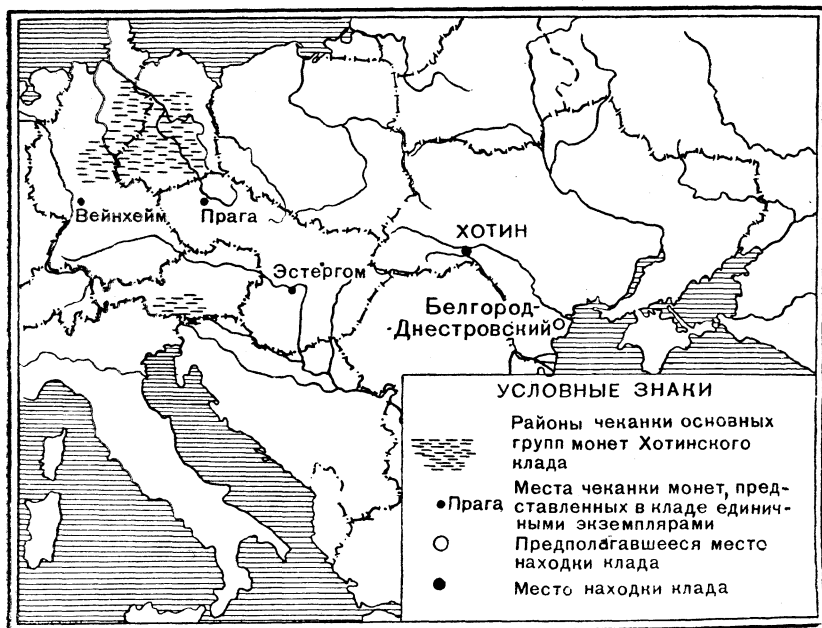 Вейнхейм
Прага
ХОТИН
Эстергом
Белгород-
-Днестровский
УСЛОВНЫЕ ЗНАКИ
Районы чеканки основных
групп монет Хотинского
клада
Прага
Места чеканки монет, пред-
ставленных в кладе единич-
ными экземплярами
Предполагавшееся место
находки клада
Место находки клада